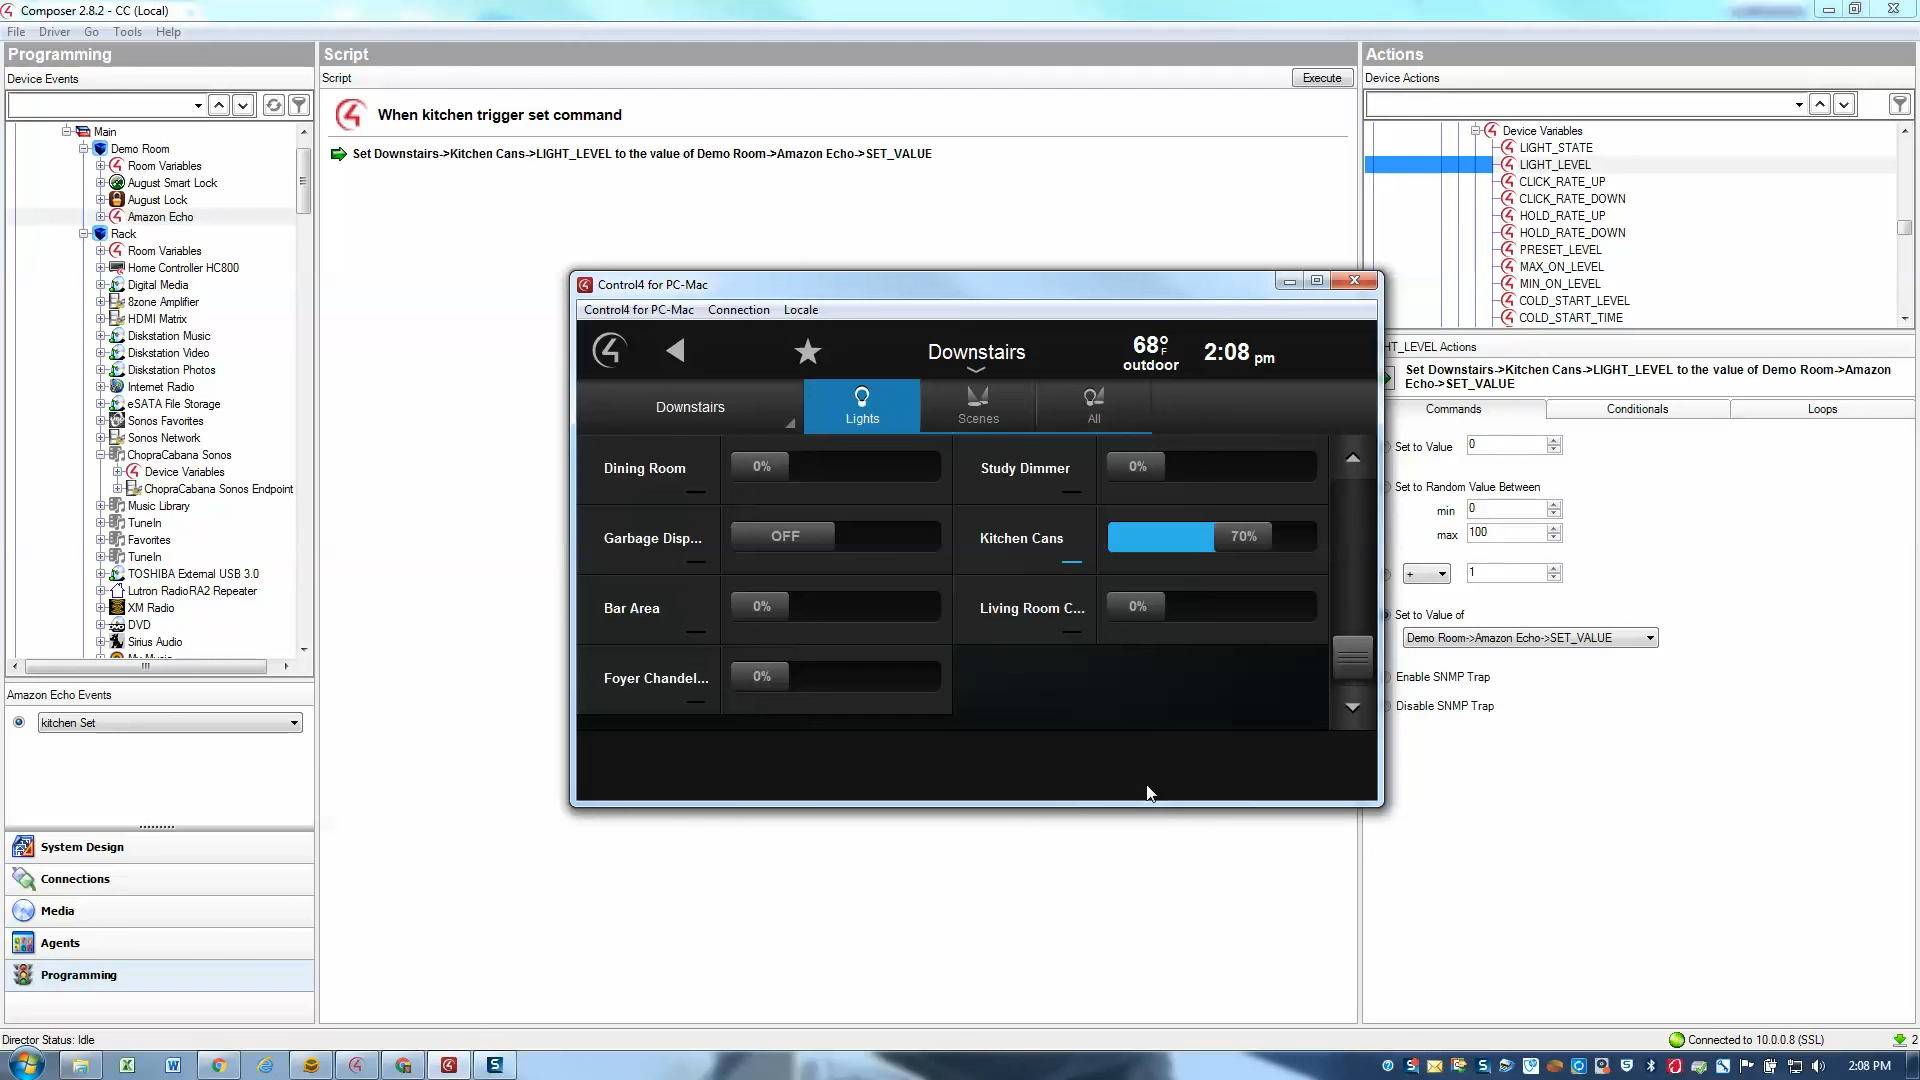 Composer 2.8.2 - CC (Local)
File Driver Go Tools Help
Programming
Device Events
Main
Demo Room
Room Variables
August Smart Lock
August Lock
Amazon Echo
Rack
Room Variables
Home Controller HC800
Digital Media
8zone Amplifier
HDMI Matrix
Diskstation Music
Diskstation Video
Diskstation Photos
Internet Radio
eSATA File Storage
Sonos Favorites
Sonos Network
ChopraCabana Sonos
Device Variables
ChopraCabana Sonos Endpoint
Music Library
TuneIn
Favorites
TuneIn
TOSHIBA External USB 3.0
Lutron RadioRA2 Repeater
XM Radio
DVD
Sirius Audio
Amazon Echo Events
kitchen Set
System Design
Connections
Media
Agents
Programming
Director Status: Idle
Script
Script
Execute
When kitchen trigger set command
Set Downstairs->Kitchen Cans->LIGHT_LEVEL to the value of Demo Room->Amazon Echo->SET_VALUE
Control4 for PC-Mac
Control4 for PC-Mac Connection Locale
Downstairs
68°F
outdoor
2:08 pm
Downstairs
Lights
Scenes
All
Dining Room 0%
Study Dimmer 0%
Garbage Disp... OFF
Kitchen Cans 70%
Bar Area 0%
Living Room C... 0%
Foyer Chandel... 0%
Actions
Device Actions
Device Variables
LIGHT_STATE
LIGHT_LEVEL
CLICK_RATE_UP
CLICK_RATE_DOWN
HOLD_RATE_UP
HOLD_RATE_DOWN
PRESET_LEVEL
MAX_ON_LEVEL
MIN_ON_LEVEL
COLD_START_LEVEL
COLD_START_TIME
HT_LEVEL Actions
Set Downstairs->Kitchen Cans->LIGHT_LEVEL to the value of Demo Room->Amazon
Echo->SET_VALUE
Commands Conditionals Loops
Set to Value 0
Set to Random Value Between
min 0
max 100
+ 1
Set to Value of
Demo Room->Amazon Echo->SET_VALUE
Enable SNMP Trap
Disable SNMP Trap
Connected to 10.0.0.8 (SSL)
2
2:08 PM